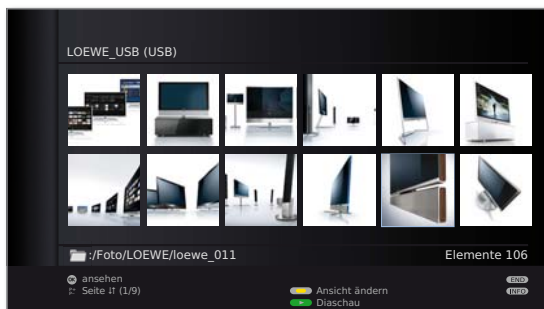 LOEWE_USB (USB)
:/Foto/LOEWE/loewe_011
Elemente 106
OK ansehen
END
Seite ↓↑ (1/9)
Ansicht ändern
INFO
Diaschau